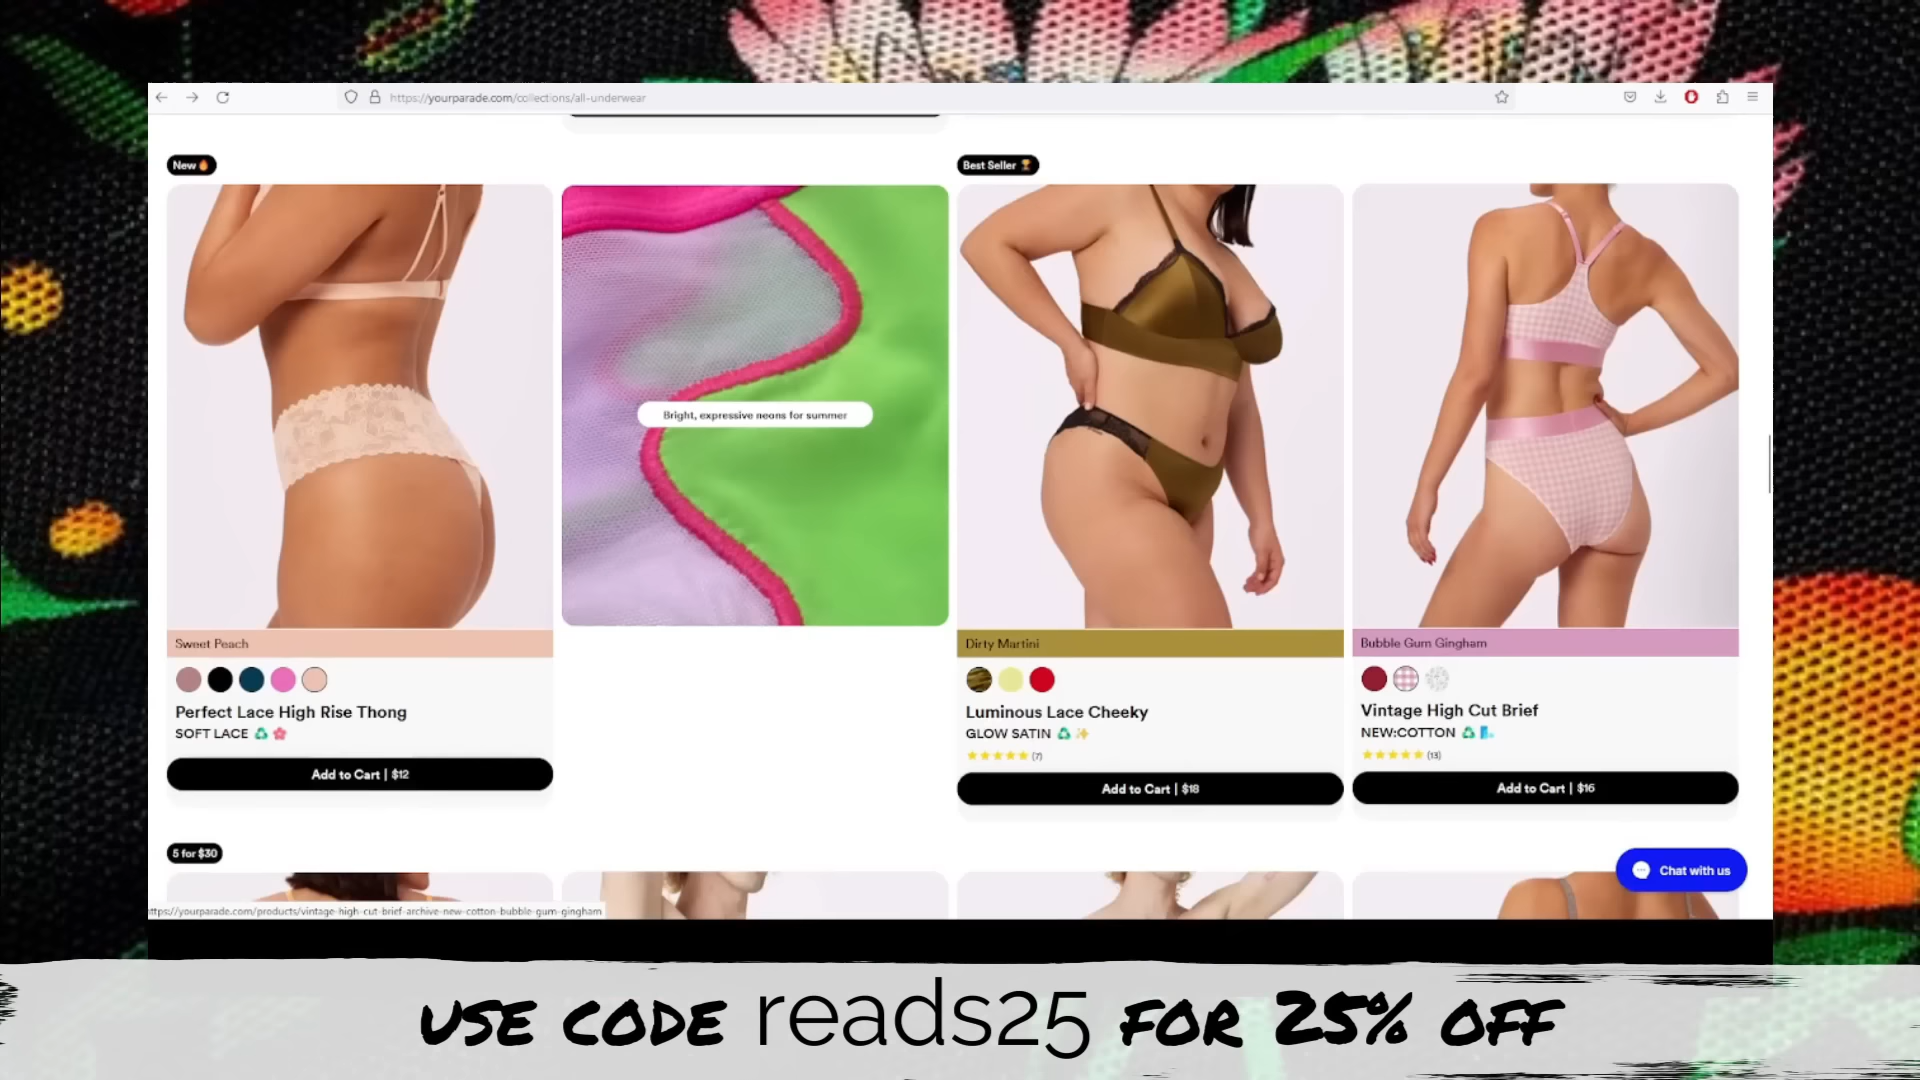 https://yourparade.com/collections/all-underwear
New
Best Seller
Bright, expressive neons for summer
Sweet Peach
Dirty Martini
Bubble Gum Gingham
Perfect Lace High Rise Thong
SOFT LACE
Luminous Lace Cheeky
GLOW SATIN
(7)
Vintage High Cut Brief
NEW:COTTON
(13)
Add to Cart | $12
Add to Cart | $18
Add to Cart | $16
5 for $30
Chat with us
ttps://yourparade.com/products/vintage-high-cut-brief-archive-new-cotton-bubble-gum-gingham
USE CODE reads25 FOR 25% OFF